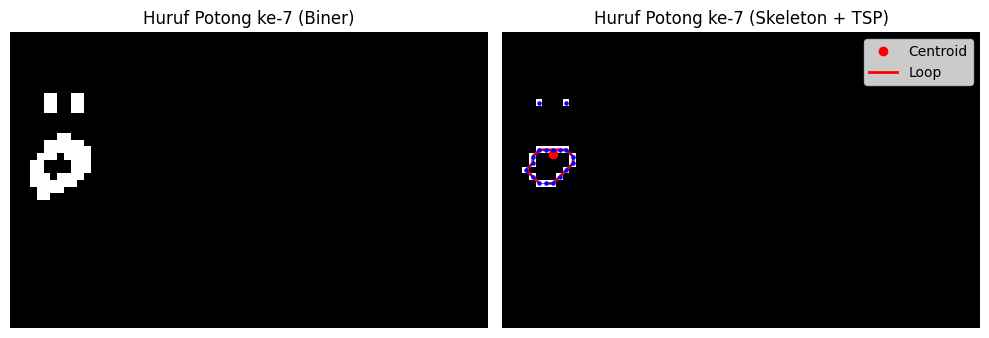 Huruf Potong ke-7 (Biner)
Huruf Potong ke-7 (Skeleton + TSP)
Centroid
Loop
ة